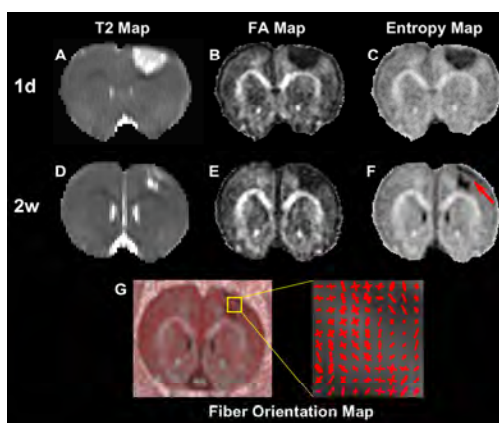 T2 Map FA Map Entropy Map
A B C
1d
D E F
2w
G
Fiber Orientation Map